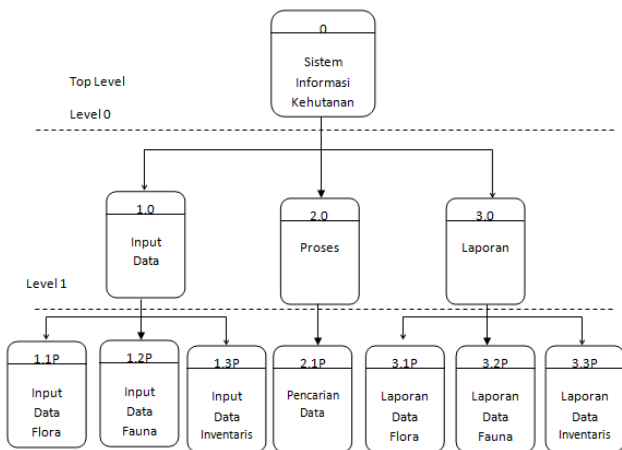 0
Sistem
Informasi
Kehutanan
Top Level
Level 0
1.0
Input
Data
2.0
Proses
3.0
Laporan
Level 1
1.1P
Input
Data
Flora
1.2P
Input
Data
Fauna
1.3P
Input
Data
Inventaris
2.1P
Pencarian
Data
3.1P
Laporan
Data
Flora
3.2P
Laporan
Data
Fauna
3.3P
Laporan
Data
Inventaris